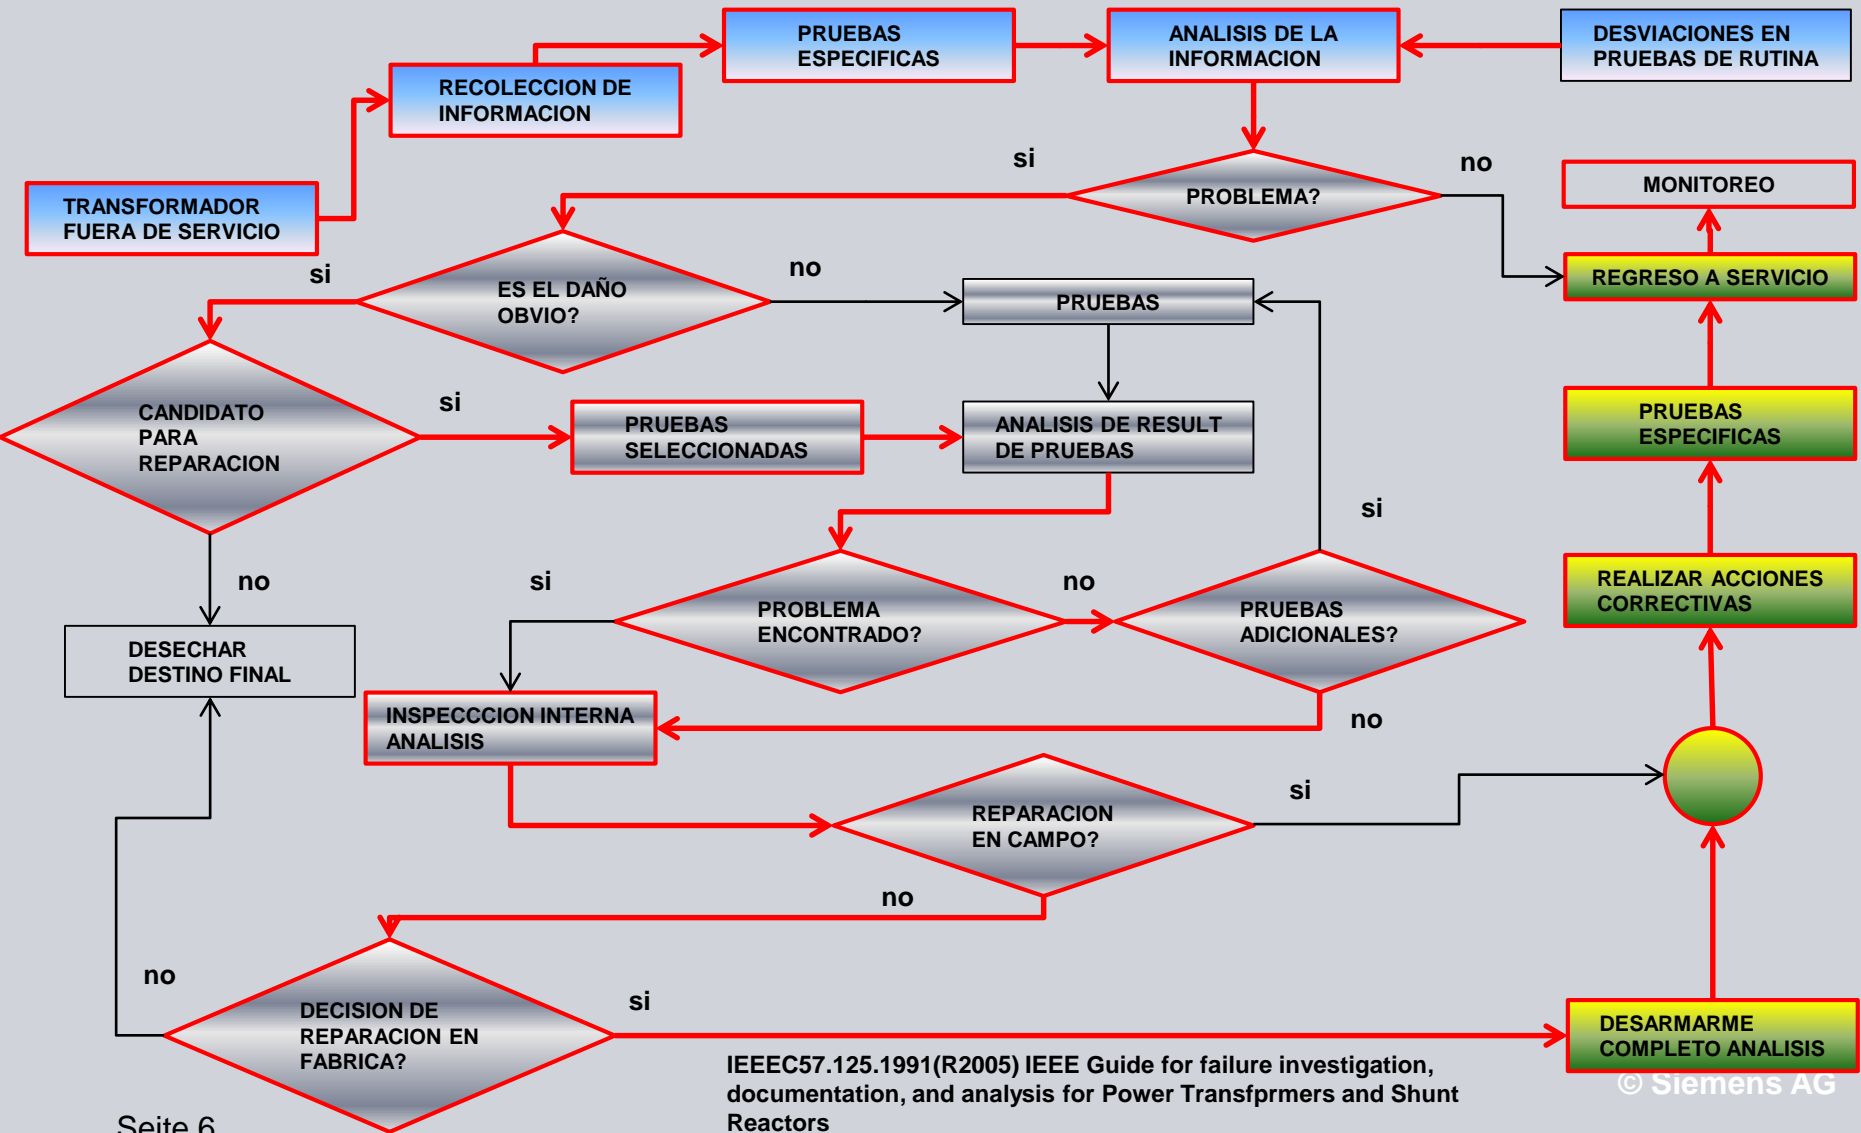 PRUEBAS
ESPECIFICAS
ANALISIS DE LA
INFORMACION
DESVIACIONES EN
PRUEBAS DE RUTINA
RECOLECCION DE
INFORMACION
TRANSFORMADOR
FUERA DE SERVICIO
si
no
PROBLEMA?
MONITOREO
si
no
ES EL DAÑO
OBVIO?
PRUEBAS
REGRESO A SERVICIO
CANDIDATO
PARA
REPARACION
si
PRUEBAS
SELECCIONADAS
ANALISIS DE RESULT
DE PRUEBAS
PRUEBAS
ESPECIFICAS
si
no
si
no
PROBLEMA
ENCONTRADO?
PRUEBAS
ADICIONALES?
REALIZAR ACCIONES
CORRECTIVAS
DESECHAR
DESTINO FINAL
INSPECCCION INTERNA
ANALISIS
no
REPARACION
EN CAMPO?
si
no
no
DECISION DE
REPARACION EN
FABRICA?
si
DESARMARME
COMPLETO ANALISIS
IEEEC57.125.1991(R2005) IEEE Guide for failure investigation,
documentation, and analysis for Power Transfprmers and Shunt
Reactors
© Siemens AG
Seite 6